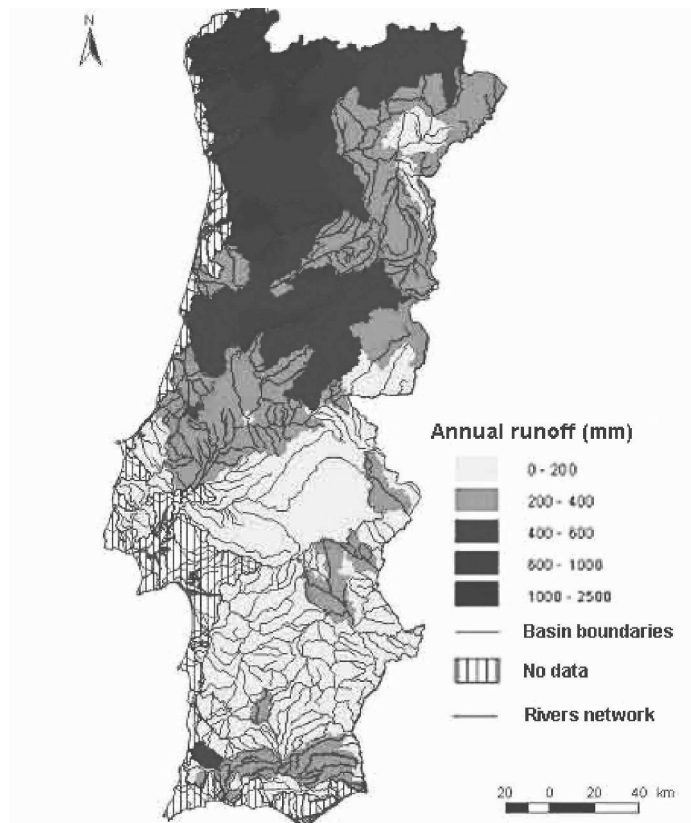 N
Annual runoff (mm)
0 - 200
200 - 400
400 - 600
600 - 1000
1000 - 2500
Basin boundaries
No data
Rivers network
20 0 20 40 km